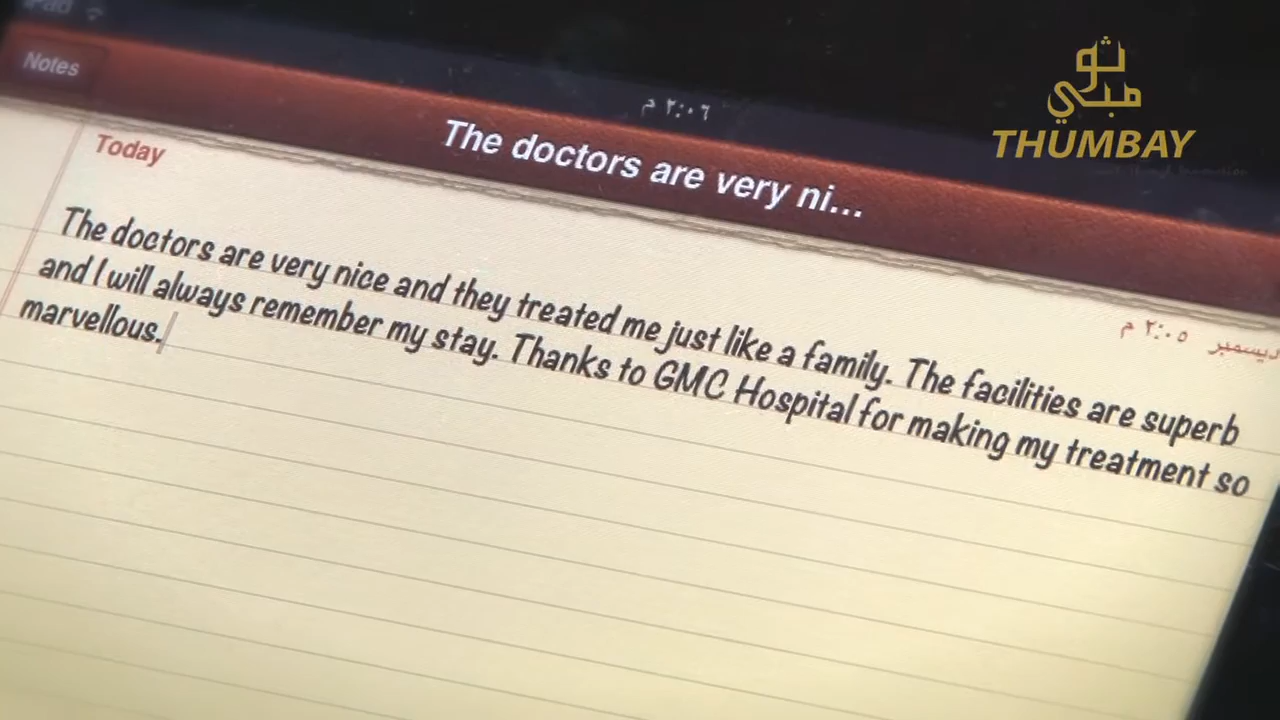 iPad
ثومبي
THUMBAY
Notes
٢:٠٦ م
The doctors are very ni...
Today
ديسمبر ٢:٠٥ م
The doctors are very nice and they treated me just like a family. The facilities are superb
and I will always remember my stay. Thanks to GMC Hospital for making my treatment so
marvellous.